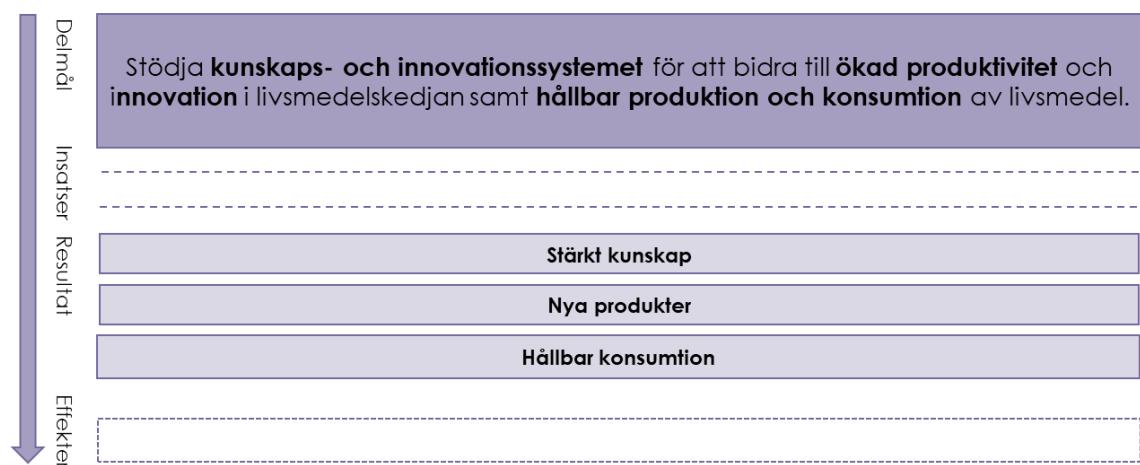 Delmål
Stödja kunskaps- och innovationssystemet för att bidra till ökad produktivitet och
innovation i livsmedelskedjan samt hållbar produktion och konsumtion av livsmedel.
Insatser
Resultat
Stärkt kunskap
Nya produkter
Hållbar konsumtion
Effekter